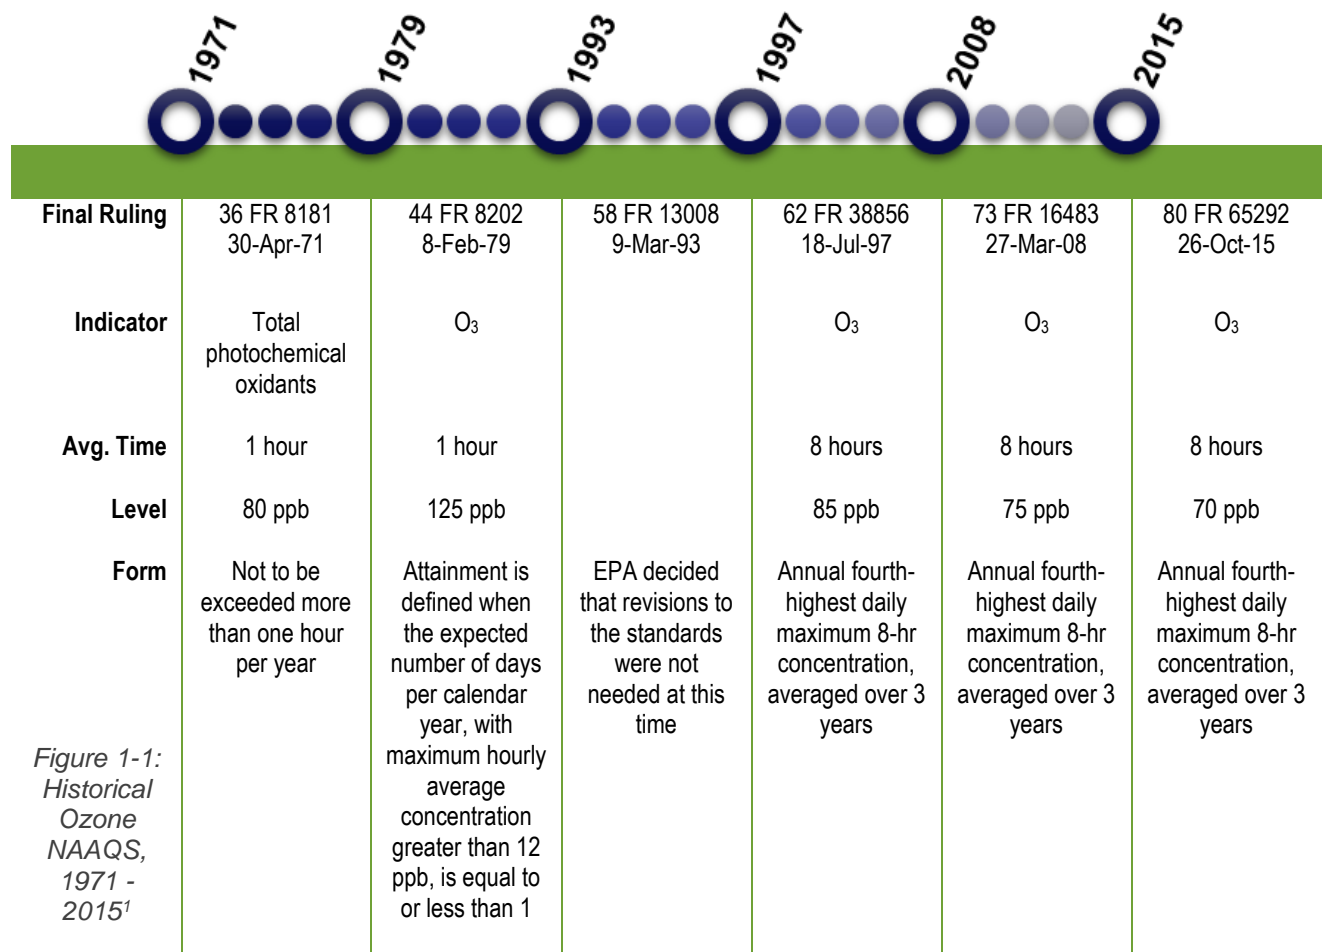 1971
1979
1993
1997
2008
2015
Final Ruling
36 FR 8181
30-Apr-71
44 FR 8202
8-Feb-79
58 FR 13008
9-Mar-93
62 FR 38856
18-Jul-97
73 FR 16483
27-Mar-08
80 FR 65292
26-Oct-15
Indicator
Total
photochemical
oxidants
O₃
O₃
O₃
O₃
Avg. Time
1 hour
1 hour
8 hours
8 hours
8 hours
Level
80 ppb
125 ppb
85 ppb
75 ppb
70 ppb
Form
Not to be
exceeded more
than one hour
per year
Attainment is
defined when
the expected
number of days
per calendar
year, with
maximum hourly
average
concentration
greater than 12
ppb, is equal to
or less than 1
EPA decided
that revisions to
the standards
were not
needed at this
time
Annual fourth-
highest daily
maximum 8-hr
concentration,
averaged over 3
years
Annual fourth-
highest daily
maximum 8-hr
concentration,
averaged over 3
years
Annual fourth-
highest daily
maximum 8-hr
concentration,
averaged over 3
years
Figure 1-1:
Historical
Ozone
NAAQS,
1971 -
2015¹